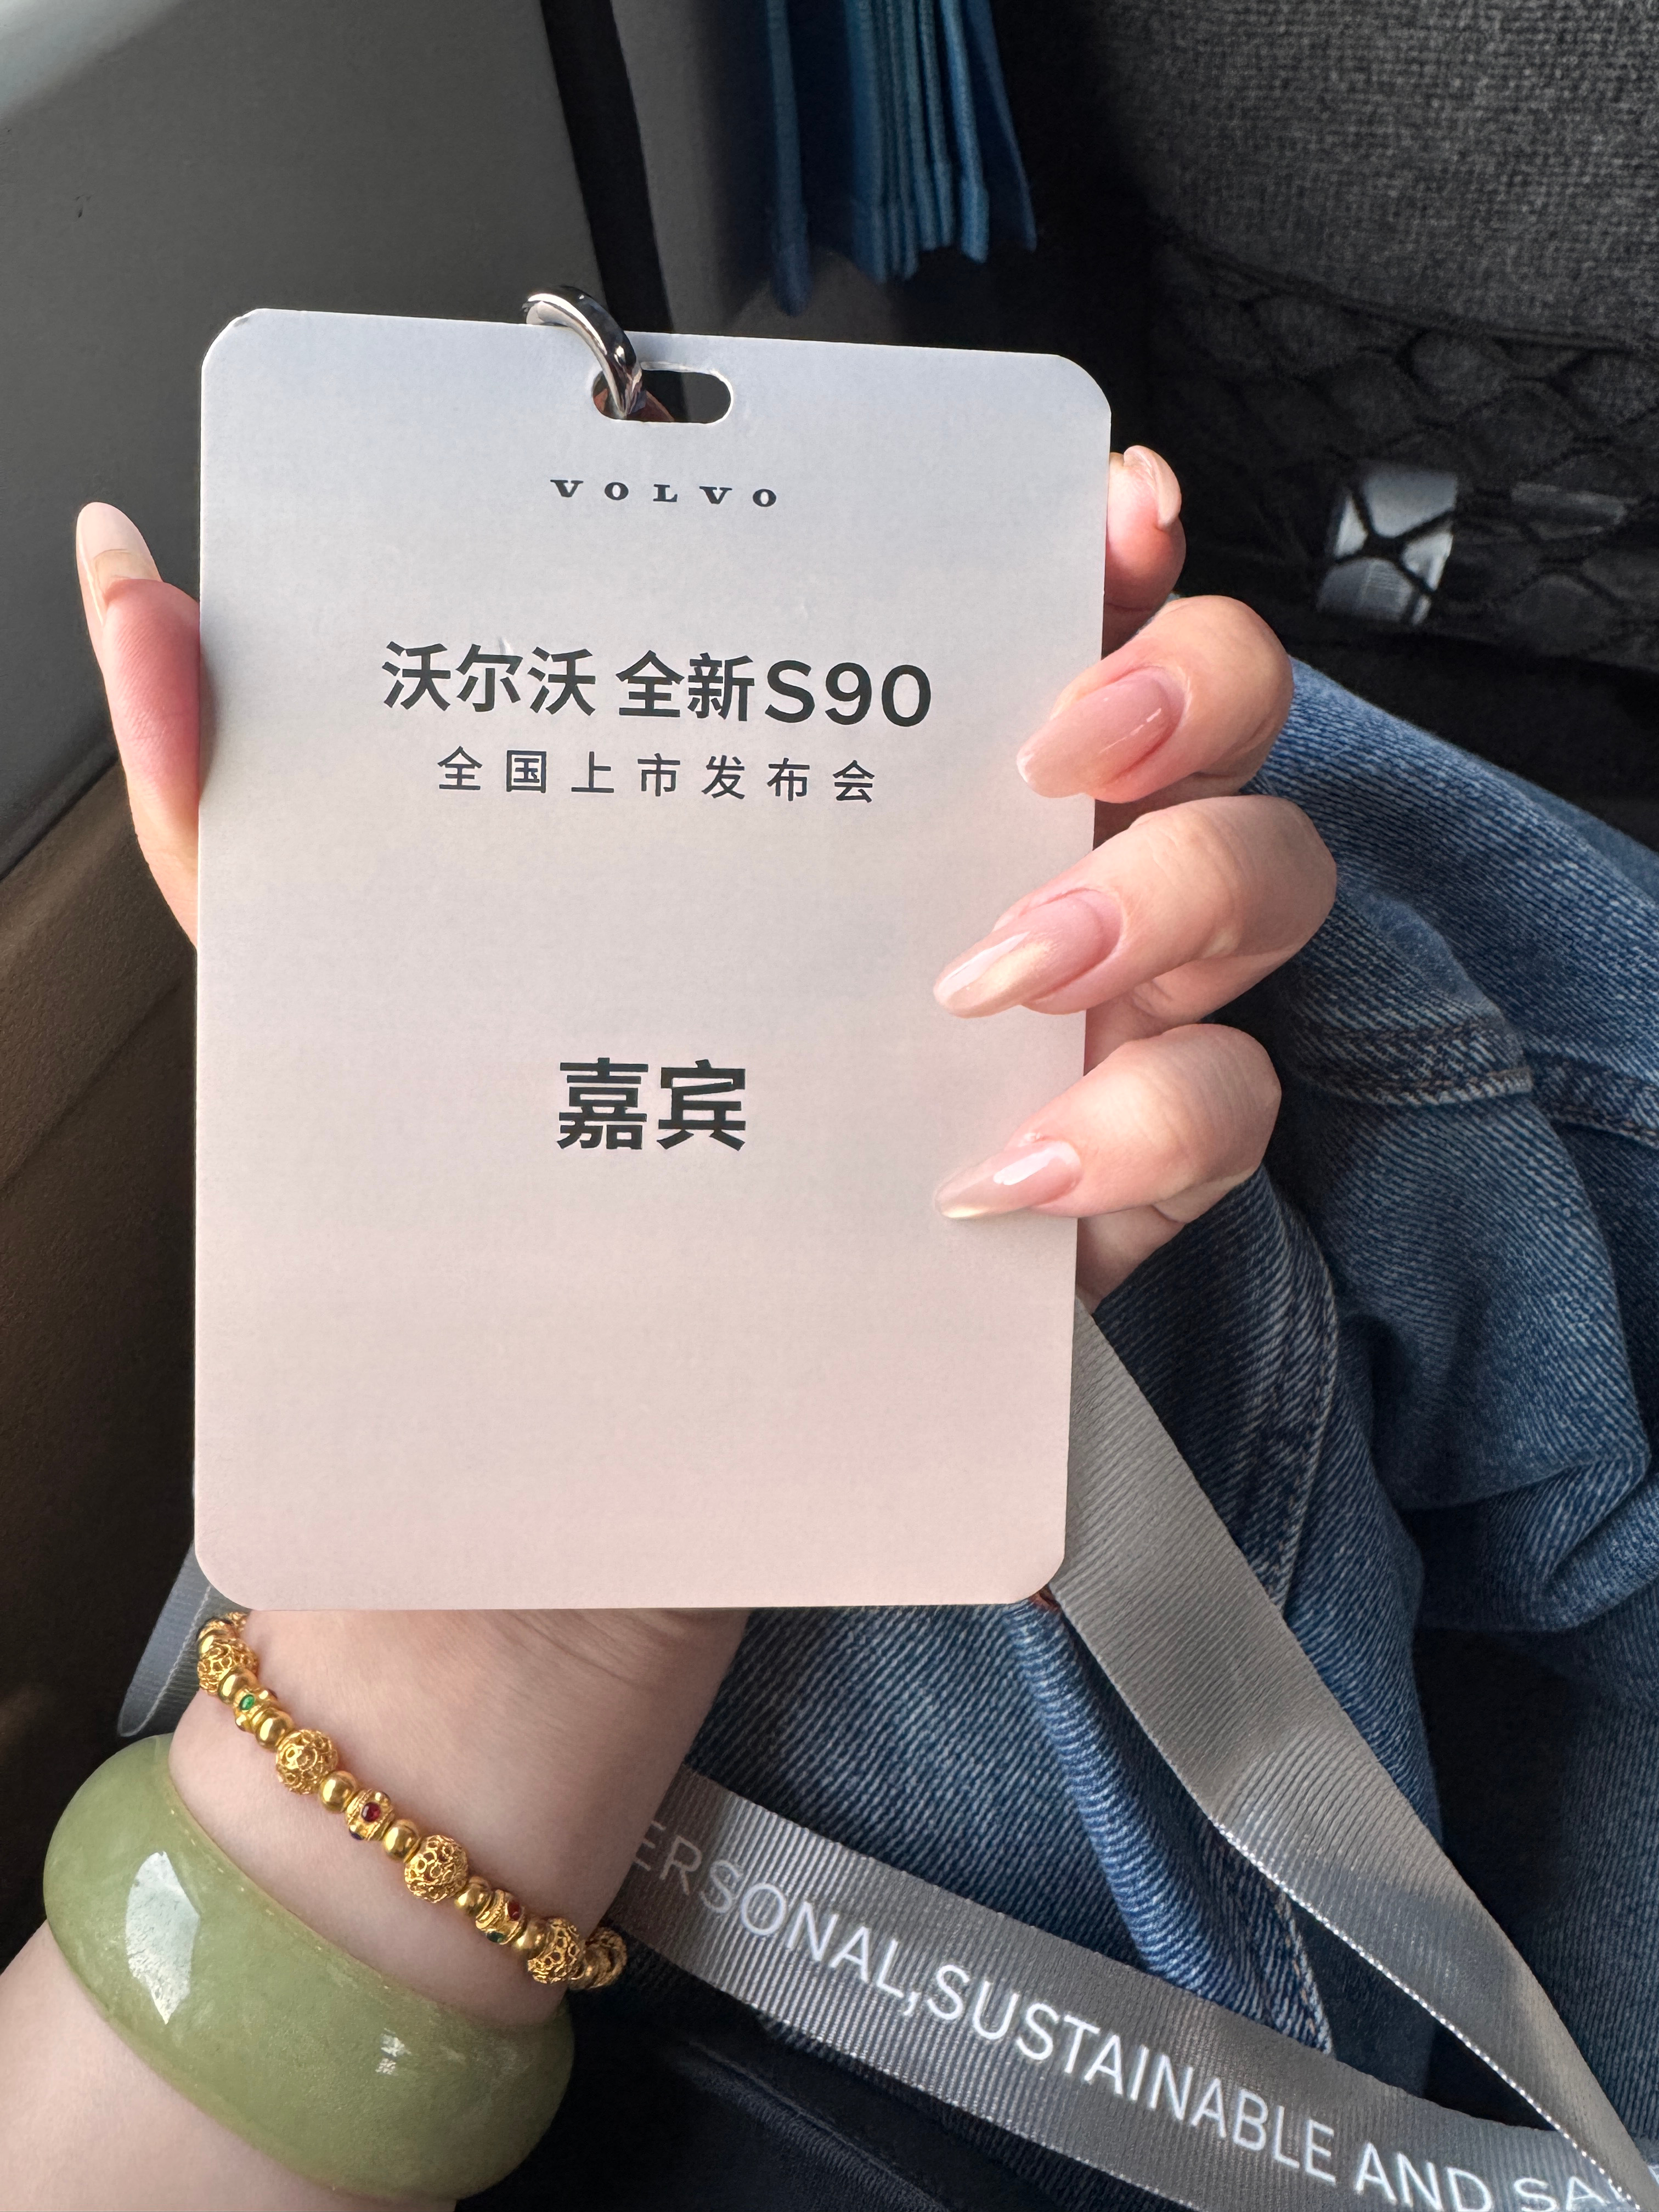 VOLVO
沃尔沃 全新S90
全国上市发布会
嘉宾
ERSONAL,SUSTAINABLE AND SA